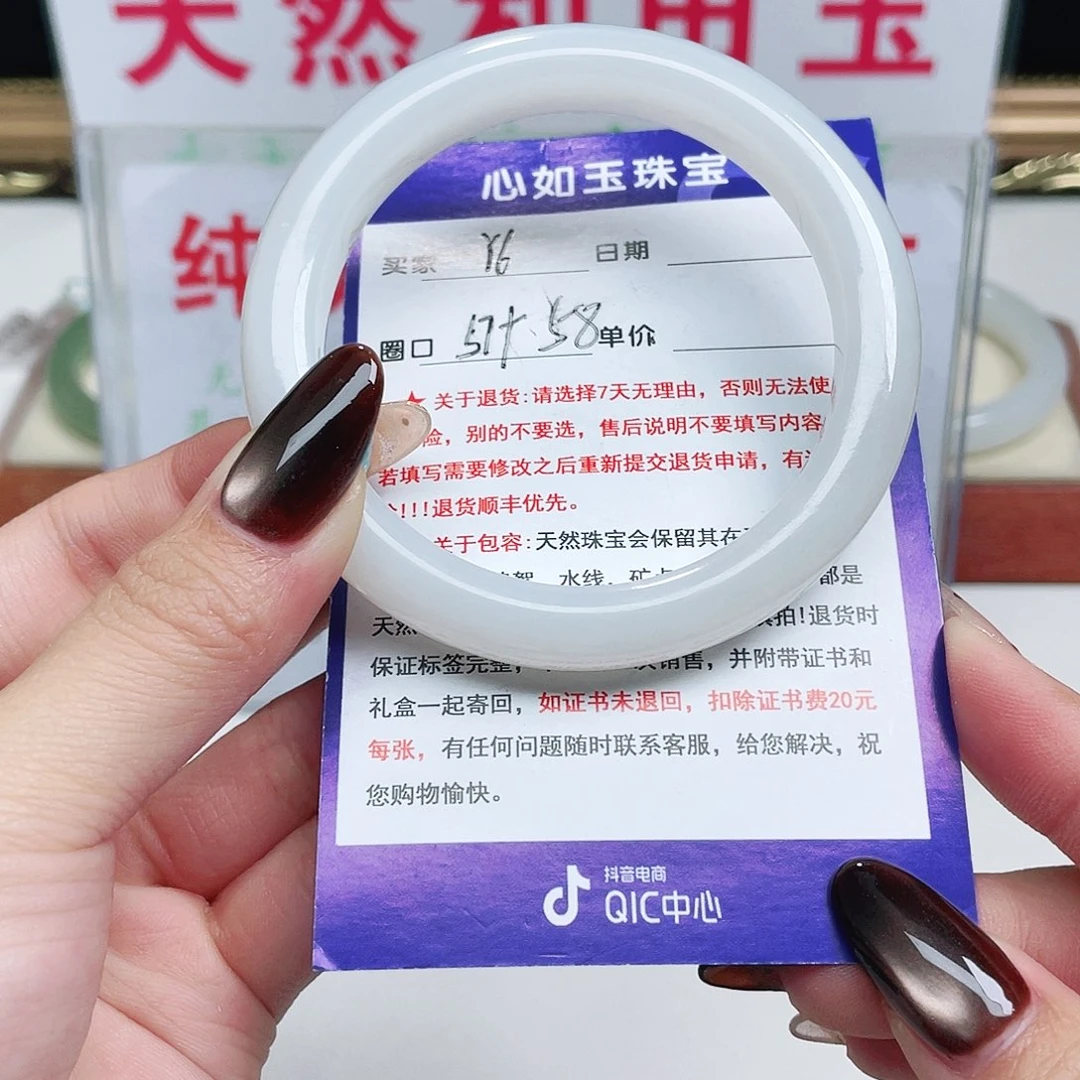 天然和田玉
纯
心如玉珠宝
买家 Y6 日期
圈口 57+.58 单价
★关于退货:请选择7天无理由，否则无法使
险，别的不要选，售后说明不要填写内容
若填写需要修改之后重新提交退货申请，有
!!!退货顺丰优先。
关于包容:天然珠宝会保留其在
水线、矿 都是
天然 拍!退货时
保证标签完整， 次销售，并附带证书和
礼盒一起寄回，如证书未退回，扣除证书费20元
每张，有任何问题随时联系客服，给您解决，祝
您购物愉快。
抖音电商
QIC中心